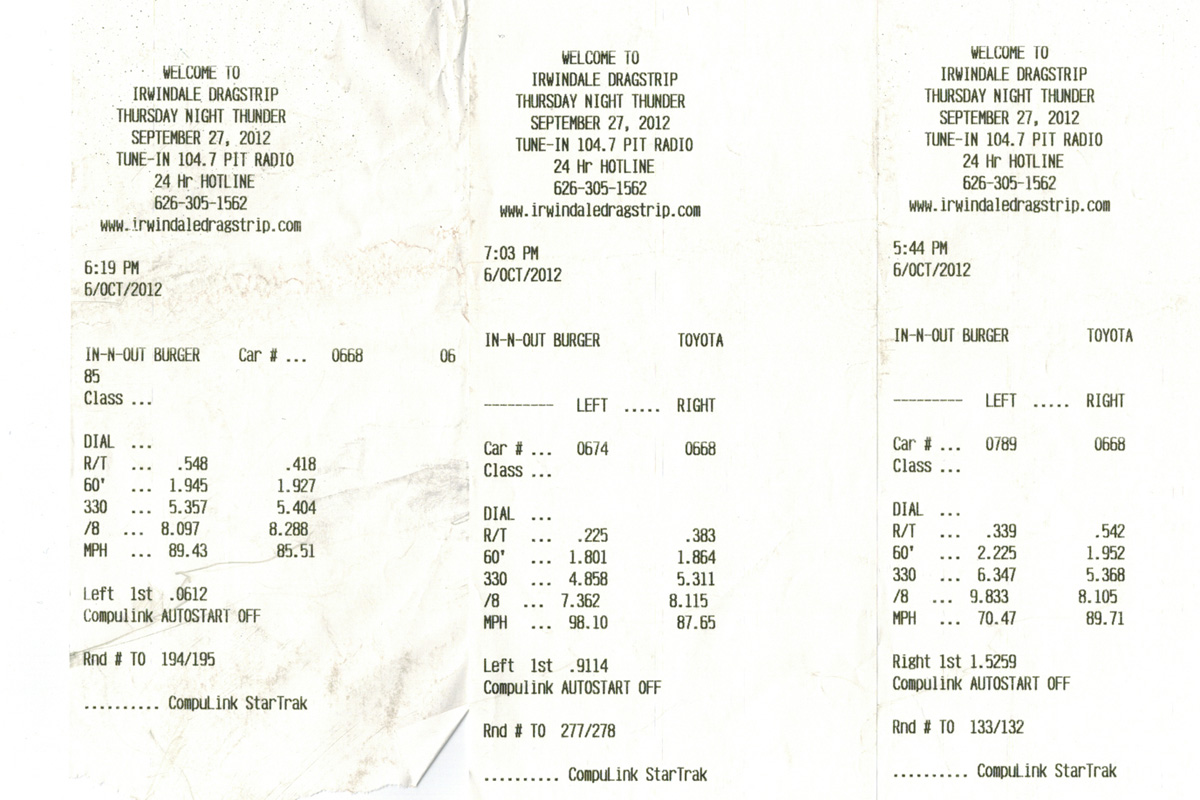 WELCOME TO
IRWINDALE DRAGSTRIP
THURSDAY NIGHT THUNDER
SEPTEMBER 27, 2012
TUNE-IN 104.7 PIT RADIO
24 Hr HOTLINE
626-305-1562
www.irwindaledragstrip.com
6:19 PM
6/OCT/2012
IN-N-OUT BURGER Car # ... 0668 06
85
Class ...
DIAL ...
R/T ... .548 .418
60' ... 1.945 1.927
330 ... 5.357 5.404
/8 ... 8.097 8.288
MPH ... 89.43 85.51
Left 1st .0612
Compulink AUTOSTART OFF
Rnd # TO 194/195
.......... CompuLink StarTrak
WELCOME TO
IRWINDALE DRAGSTRIP
THURSDAY NIGHT THUNDER
SEPTEMBER 27, 2012
TUNE-IN 104.7 PIT RADIO
24 Hr HOTLINE
626-305-1562
www.irwindaledragstrip.com
7:03 PM
6/OCT/2012
IN-N-OUT BURGER TOYOTA
--------- LEFT ..... RIGHT
Car # ... 0674 0668
Class ...
DIAL ...
R/T ... .225 .383
60' ... 1.801 1.864
330 ... 4.858 5.311
/8 ... 7.362 8.115
MPH ... 98.10 87.65
Left 1st .9114
Compulink AUTOSTART OFF
Rnd # TO 277/278
.......... CompuLink StarTrak
WELCOME TO
IRWINDALE DRAGSTRIP
THURSDAY NIGHT THUNDER
SEPTEMBER 27, 2012
TUNE-IN 104.7 PIT RADIO
24 Hr HOTLINE
626-305-1562
www.irwindaledragstrip.com
5:44 PM
6/OCT/2012
IN-N-OUT BURGER TOYOTA
--------- LEFT ..... RIGHT
Car # ... 0789 0668
Class ...
DIAL ...
R/T ... .339 .542
60' ... 2.225 1.952
330 ... 6.347 5.368
/8 ... 9.833 8.105
MPH ... 70.47 89.71
Right 1st 1.5259
Compulink AUTOSTART OFF
Rnd # TO 133/132
.......... CompuLink StarTrak